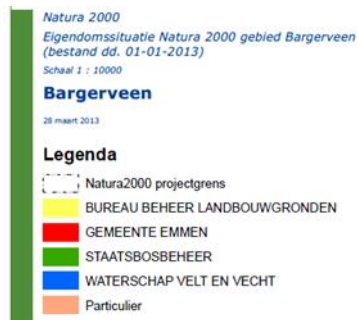 Natura 2000
Eigendomssituatie Natura 2000 gebied Bargerveen
(bestand dd. 01-01-2013)
Schaal 1 : 10000
Bargerveen
28 maart 2013
Legenda
Natura2000 projectgrens
BUREAU BEHEER LANDBOUWGRONDEN
GEMEENTE EMMEN
STAATSBOSBEHEER
WATERSCHAP VELT EN VECHT
Particulier